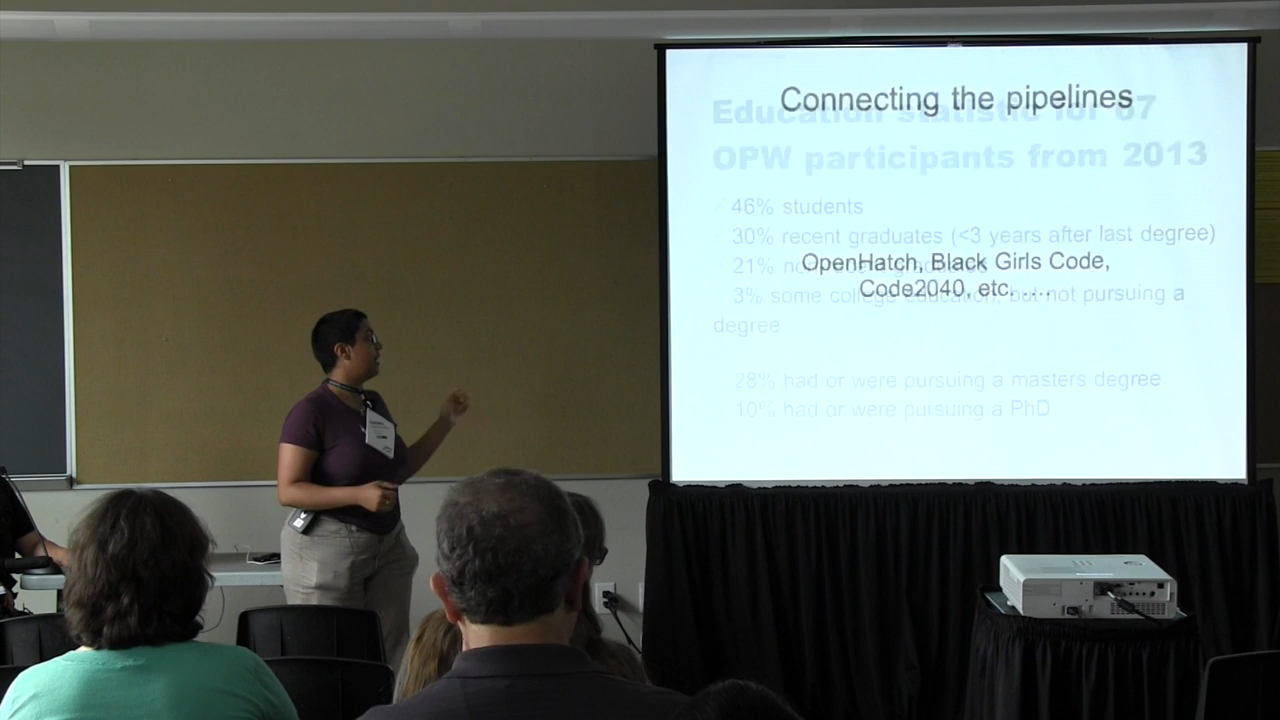 Connecting the pipelines
Education statistic for 67
OPW participants from 2013
46% students
30% recent graduates (<3 years after last degree)
OpenHatch, Black Girls Code,
21%
Code2040, etc. ....
3% some college education, but not pursuing a
degree
28% had or were pursuing a masters degree
10% had or were pursuing a PhD